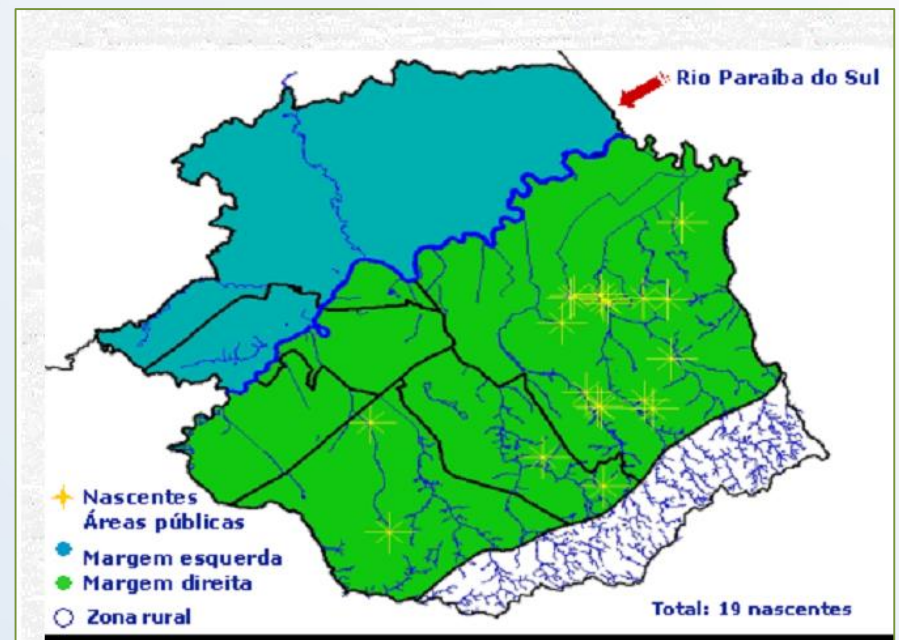 Rio Paraíba do Sul
Nascentes
Áreas públicas
Margem esquerda
Margem direita
Zona rural
Total: 19 nascentes